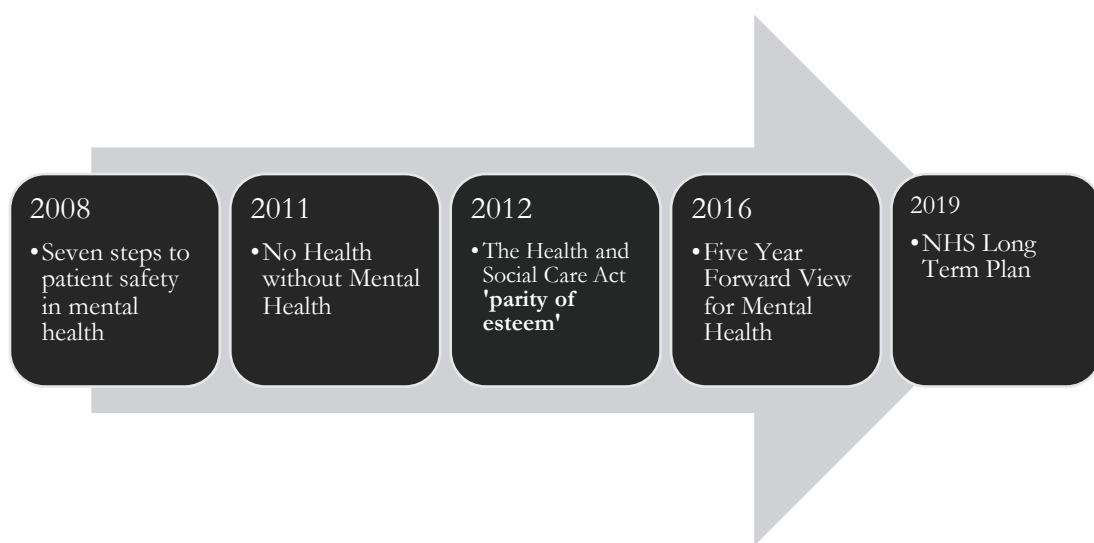 2008
•Seven steps to
patient safety
in mental
health
2011
•No Health
without Mental
Health
2012
•The Health and
Social Care Act
'parity of
esteem'
2016
•Five Year
Forward View
for Mental
Health
2019
•NHS Long
Term Plan